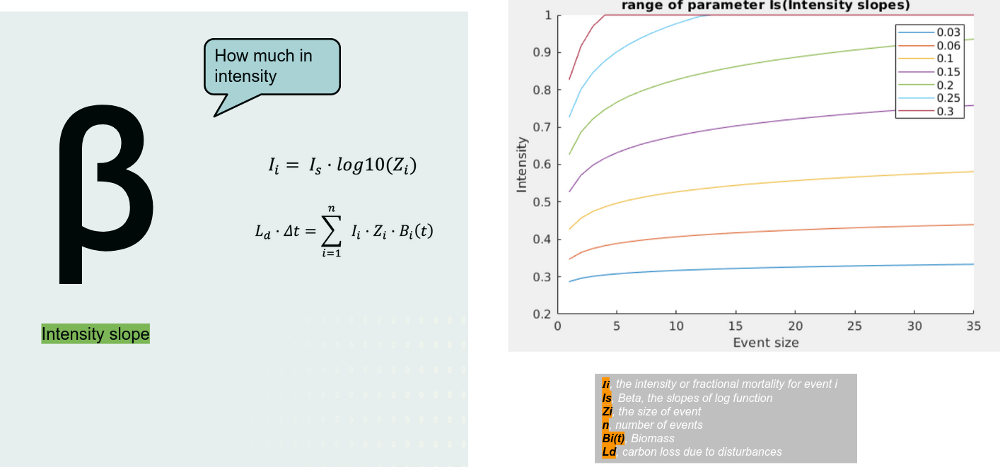 How much in
intensity
β
I_i = I_s · log10(Z_i)
L_d · Δt = ∑_{i=1}^{n} I_i · Z_i · B_i(t)
Intensity slope
range of parameter Is(Intensity slopes)
1
0.9
0.8
0.7
0.6
0.5
0.4
0.3
0.2
Intensity
0.03
0.06
0.1
0.15
0.2
0.25
0.3
0 5 10 15 20 25 30 35
Event size
Ii, the intensity or fractional mortality for event i
Is, Beta, the slopes of log function
Zi, the size of event
n, number of events
Bi(t), Biomass
Ld, carbon loss due to disturbances